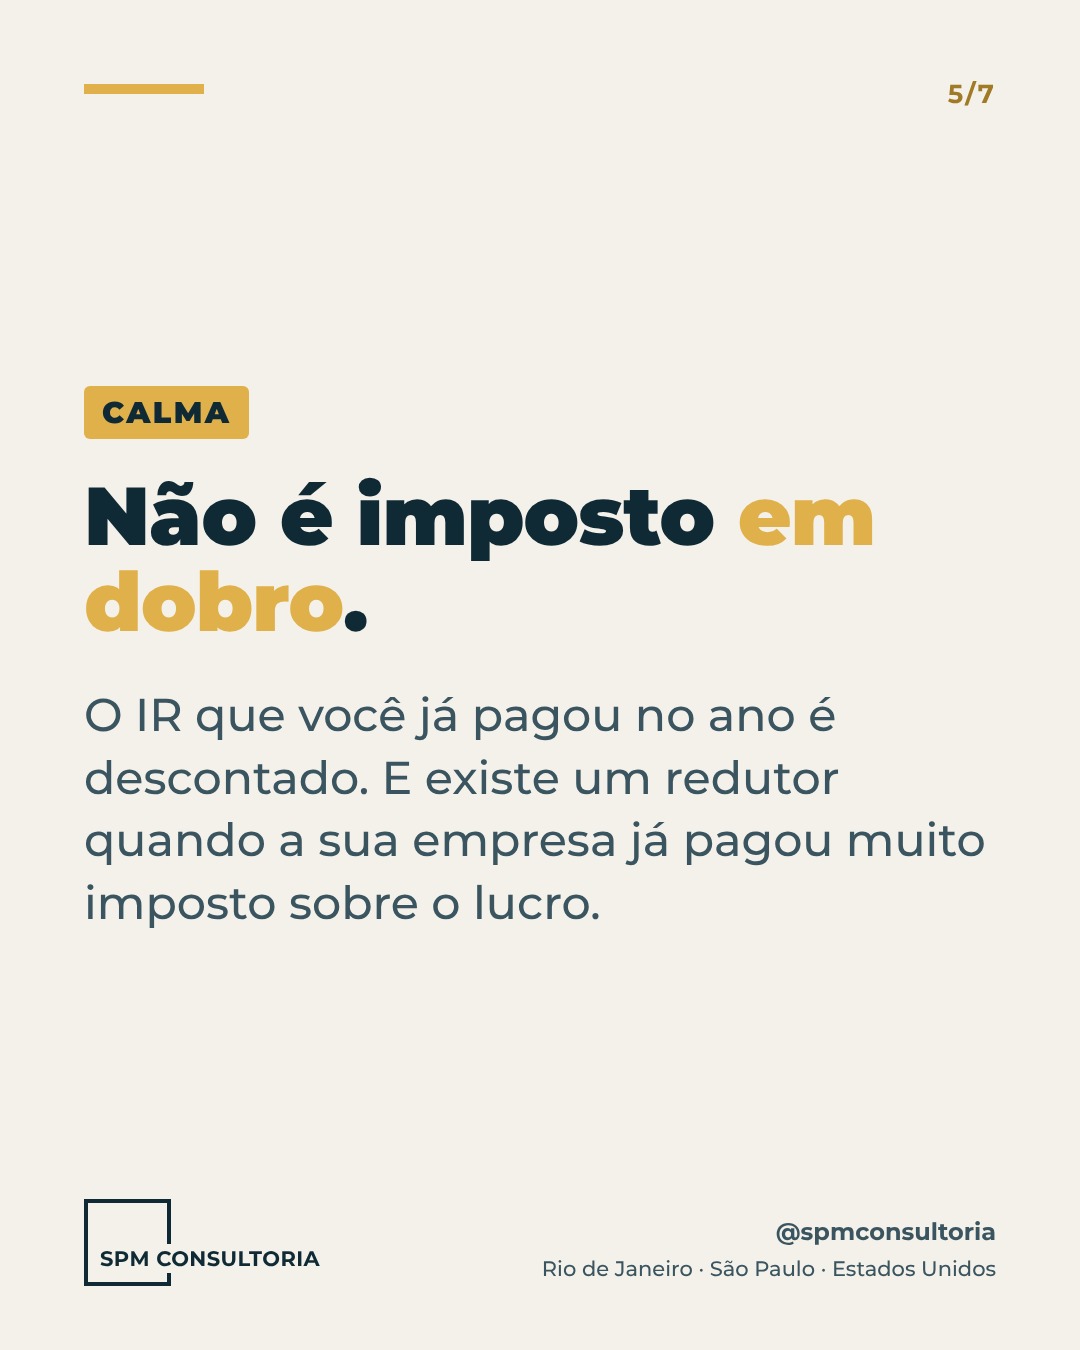 5/7
CALMA
Não é imposto em
dobro.
O IR que você já pagou no ano é
descontado. E existe um redutor
quando a sua empresa já pagou muito
imposto sobre o lucro.
SPM CONSULTORIA
@spmconsultoria
Rio de Janeiro · São Paulo · Estados Unidos